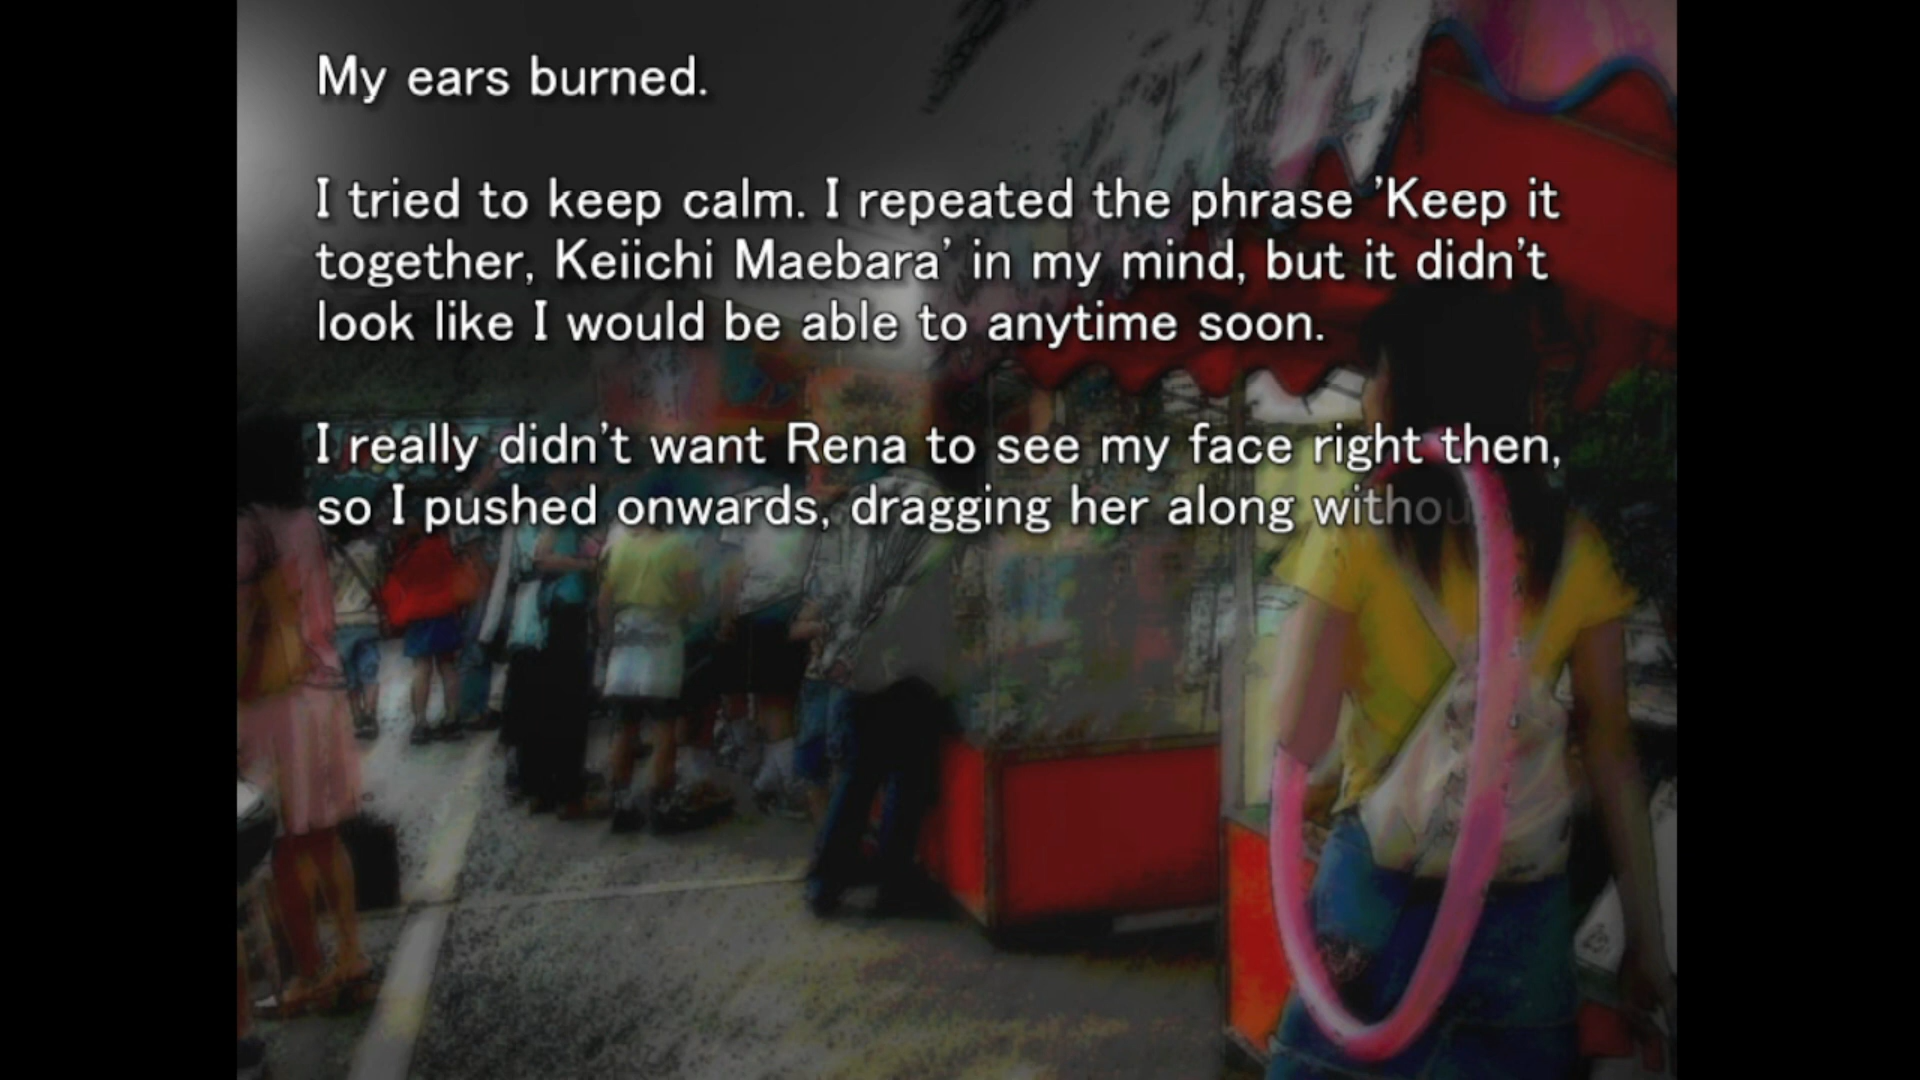 My ears burned.
I tried to keep calm. I repeated the phrase 'Keep it
together, Keiichi Maebara' in my mind, but it didn't
look like I would be able to anytime soon.
I really didn't want Rena to see my face right then,
so I pushed onwards, dragging her along withou